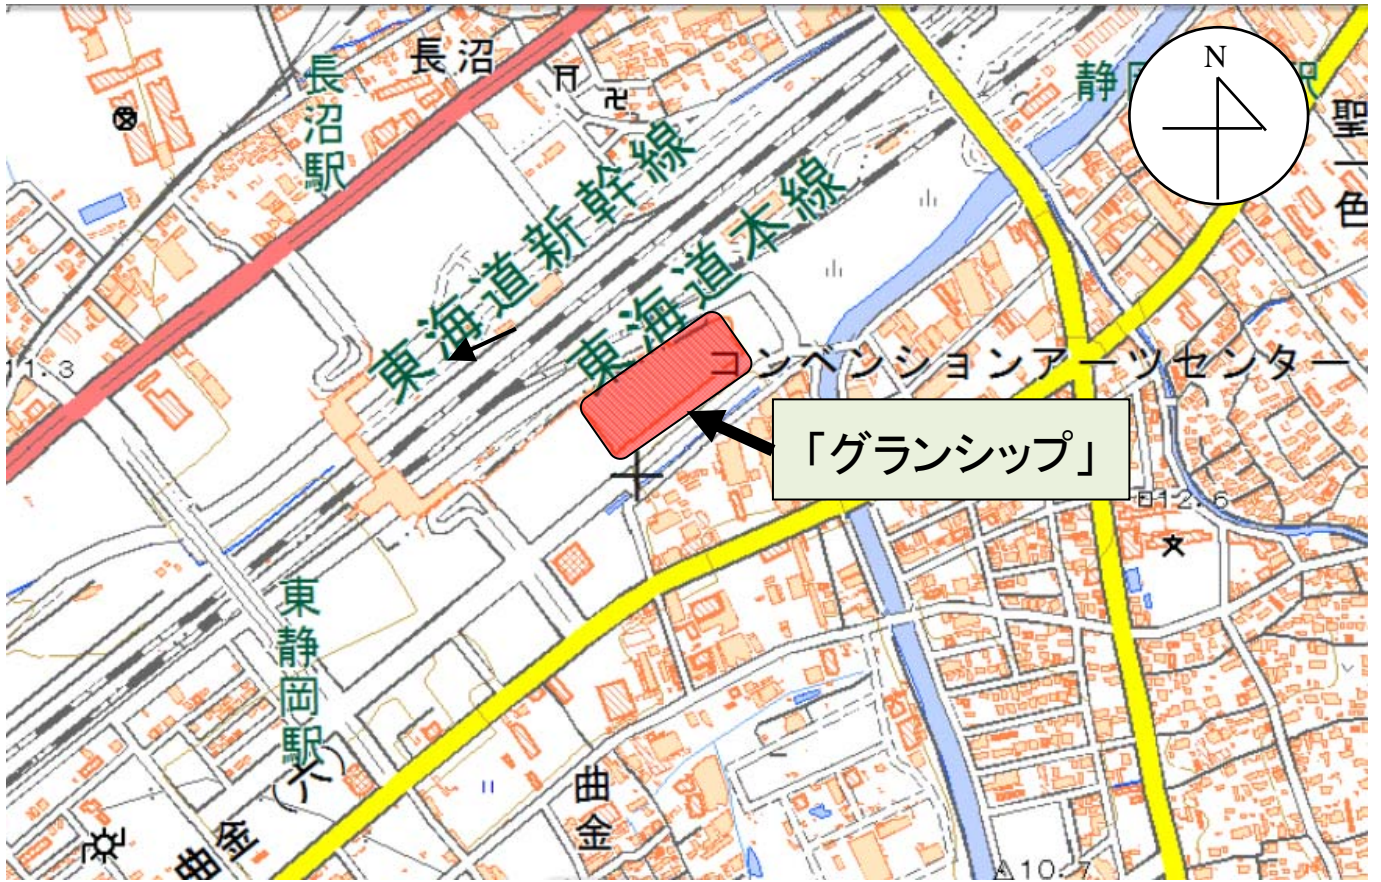 長沼
長沼駅
N
静
聖一色
東海道新幹線
東海道本線
11.3
コンベンションアーツセンター
「グランシップ」
12.6
東静岡駅
曲金(六)
曲金
10.7